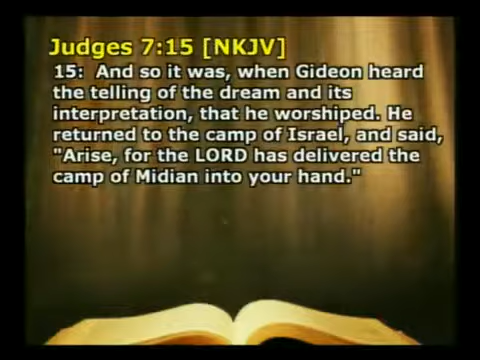 Judges 7:15 [NKJV]
15:  And so it was, when Gideon heard
the telling of the dream and its
interpretation, that he worshiped. He
returned to the camp of Israel, and said,
"Arise, for the LORD has delivered the
camp of Midian into your hand."